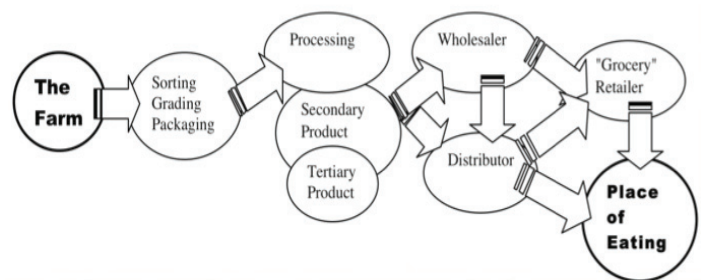 The
Farm
Sorting
Grading
Packaging
Processing
Secondary
Product
Tertiary
Product
Wholesaler
Distributor
"Grocery"
Retailer
Place
of
Eating